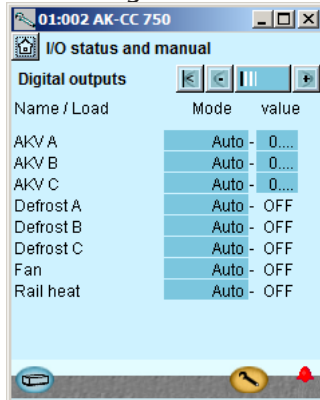 01:002 AK-CC 750
I/O status and manual
Digital outputs
Name / Load Mode value
AKV A Auto - 0....
AKV B Auto - 0....
AKV C Auto - 0....
Defrost A Auto - OFF
Defrost B Auto - OFF
Defrost C Auto - OFF
Fan Auto - OFF
Rail heat Auto - OFF